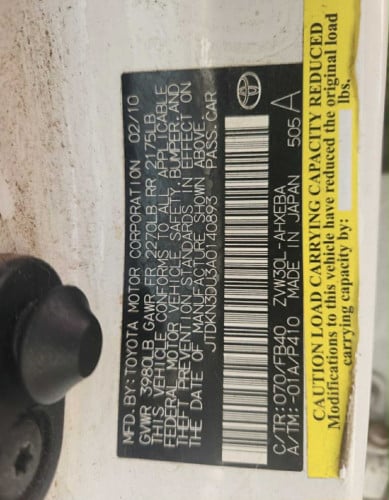 MFD. BY: TOYOTA MOTOR CORPORATION 02/10
GVWR 3980LB GAWR FR 2270LB RR 2175LB
THIS VEHICLE CONFORMS TO ALL APPLICABLE
FEDERAL MOTOR VEHICLE SAFETY, BUMPER, AND
THEFT PREVENTION STANDARDS IN EFFECT ON
THE DATE OF MANUFACTURE SHOWN ABOVE.
JTDKN3DU3A0140893 PASS. CAR
C/TR: 070/FB40 ZVW30L-AHXEBA
A/TM: -01A/P410 MADE IN JAPAN 505 A
CAUTION LOAD CARRYING CAPACITY REDUCED
Modifications to this vehicle have reduced the original load
carrying capacity by: lbs.